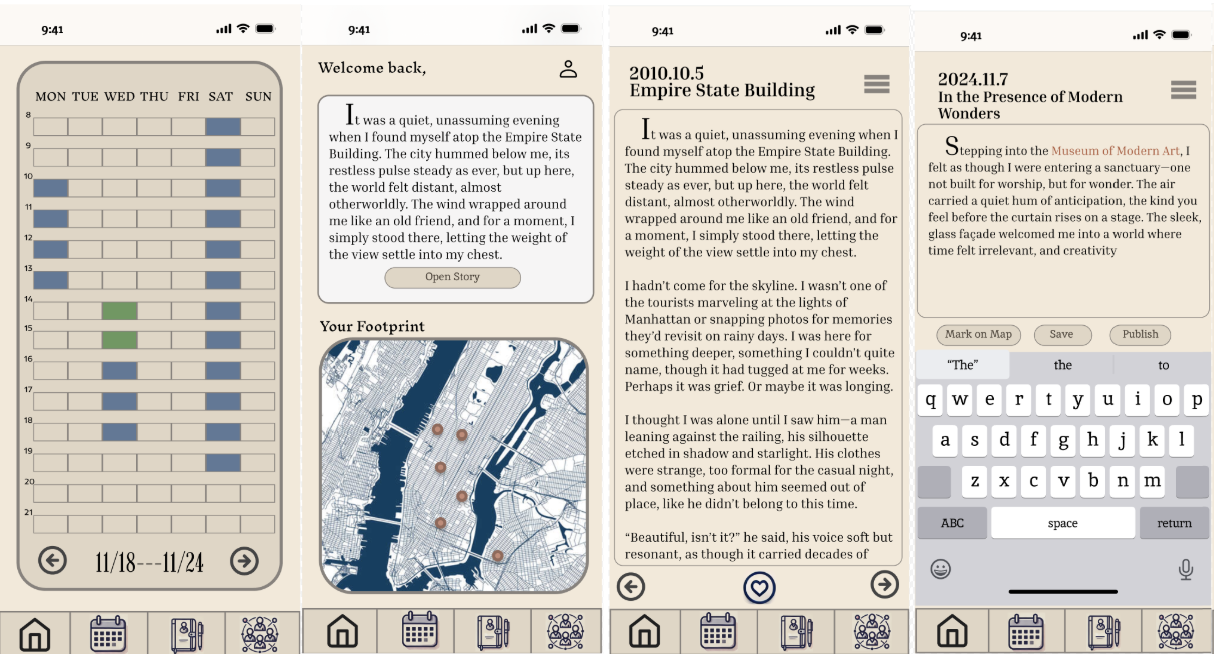 9:41
MON TUE WED THU FRI SAT SUN
8
9
10
11
12
13
14
15
16
17
18
19
20
21
11/18---11/24
9:41
Welcome back,
It was a quiet, unassuming evening
when I found myself atop the Empire State
Building. The city hummed below me, its
restless pulse steady as ever, but up here,
the world felt distant, almost
otherworldly. The wind wrapped around
me like an old friend, and for a moment, I
simply stood there, letting the weight of
the view settle into my chest.
Open Story
Your Footprint
9:41
2010.10.5
Empire State Building
It was a quiet, unassuming evening when I
found myself atop the Empire State Building.
The city hummed below me, its restless pulse
steady as ever, but up here, the world felt
distant, almost otherworldly. The wind
wrapped around me like an old friend, and for
a moment, I simply stood there, letting the
weight of the view settle into my chest.
I hadn't come for the skyline. I wasn't one of
the tourists marveling at the lights of
Manhattan or snapping photos for memories
they'd revisit on rainy days. I was here for
something deeper, something I couldn't quite
name, though it had tugged at me for weeks.
Perhaps it was grief. Or maybe it was longing.
I thought I was alone until I saw him—a man
leaning against the railing, his silhouette
etched in shadow and starlight. His clothes
were strange, too formal for the casual night,
and something about him seemed out of
place, like he didn't belong to this time.
“Beautiful, isn't it?” he said, his voice soft but
resonant, as though it carried decades of
9:41
2024.11.7
In the Presence of Modern
Wonders
Stepping into the Museum of Modern Art, I
felt as though I were entering a sanctuary—one
not built for worship, but for wonder. The air
carried a quiet hum of anticipation, the kind you
feel before the curtain rises on a stage. The sleek,
glass façade welcomed me into a world where
time felt irrelevant, and creativity
Mark on Map Save Publish
“The” the to
q w e r t y u i o p
a s d f g h j k l
z x c v b n m
ABC space return